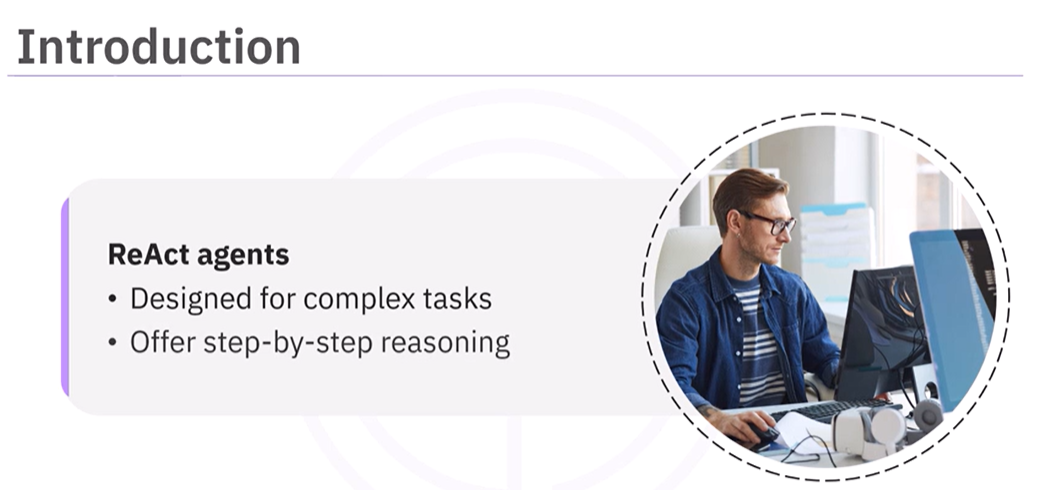 Introduction
ReAct agents
• Designed for complex tasks
• Offer step-by-step reasoning